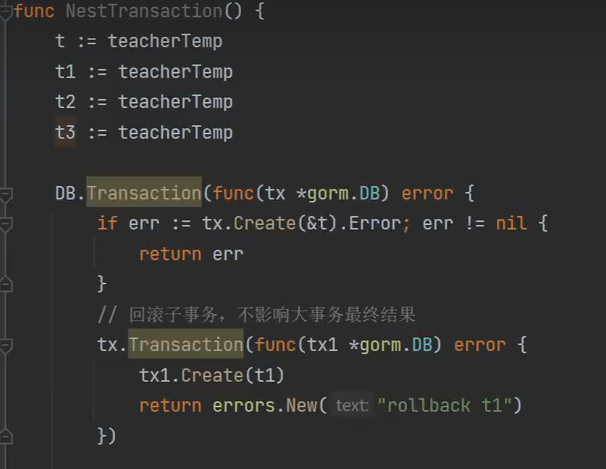 func NestTransaction() {
t := teacherTemp
t1 := teacherTemp
t2 := teacherTemp
t3 := teacherTemp
DB.Transaction(func(tx *gorm.DB) error {
if err := tx.Create(&t).Error; err != nil {
return err
}
// 回滚子事务，不影响大事务最终结果
tx.Transaction(func(tx1 *gorm.DB) error {
tx1.Create(t1)
return errors.New( text: "rollback t1")
})